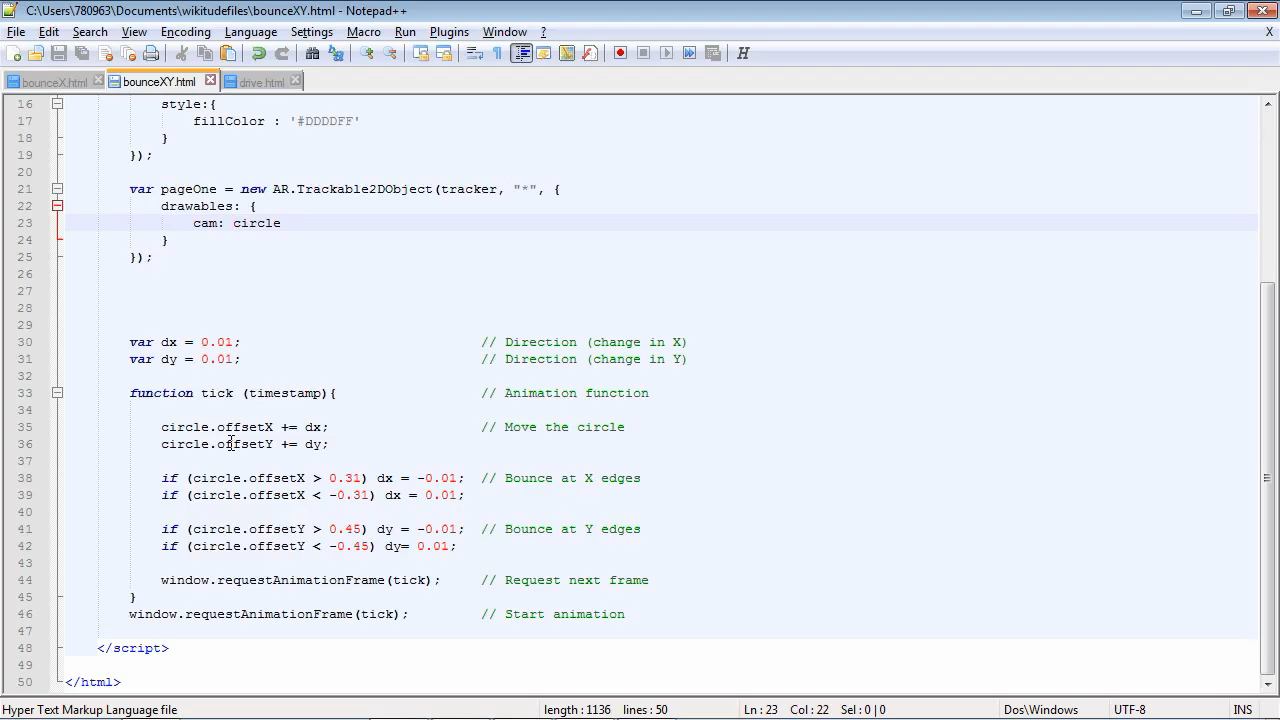 C:\Users\780963\Documents\wikitudefiles\bounceXY.html - Notepad++
File Edit Search View Encoding Language Settings Macro Run Plugins Window ? X
bounceX.html bounceXY.html drive.html
16 style:{
17 fillColor : '#DDDDFF'
18 }
19 });
20
21 var pageOne = new AR.Trackable2DObject(tracker, "*", {
22 drawables: {
23 cam: circle
24 }
25 });
26
27
28
29
30 var dx = 0.01; // Direction (change in X)
31 var dy = 0.01; // Direction (change in Y)
32
33 function tick (timestamp){ // Animation function
34
35 circle.offsetX += dx; // Move the circle
36 circle.offsetY += dy;
37
38 if (circle.offsetX > 0.31) dx = -0.01; // Bounce at X edges
39 if (circle.offsetX < -0.31) dx = 0.01;
40
41 if (circle.offsetY > 0.45) dy = -0.01; // Bounce at Y edges
42 if (circle.offsetY < -0.45) dy= 0.01;
43
44 window.requestAnimationFrame(tick); // Request next frame
45 }
46 window.requestAnimationFrame(tick); // Start animation
47
48 </script>
49
50 </html>
Hyper Text Markup Language file length : 1136 lines : 50 Ln : 23 Col : 22 Sel : 0 | 0 Dos\Windows UTF-8 INS